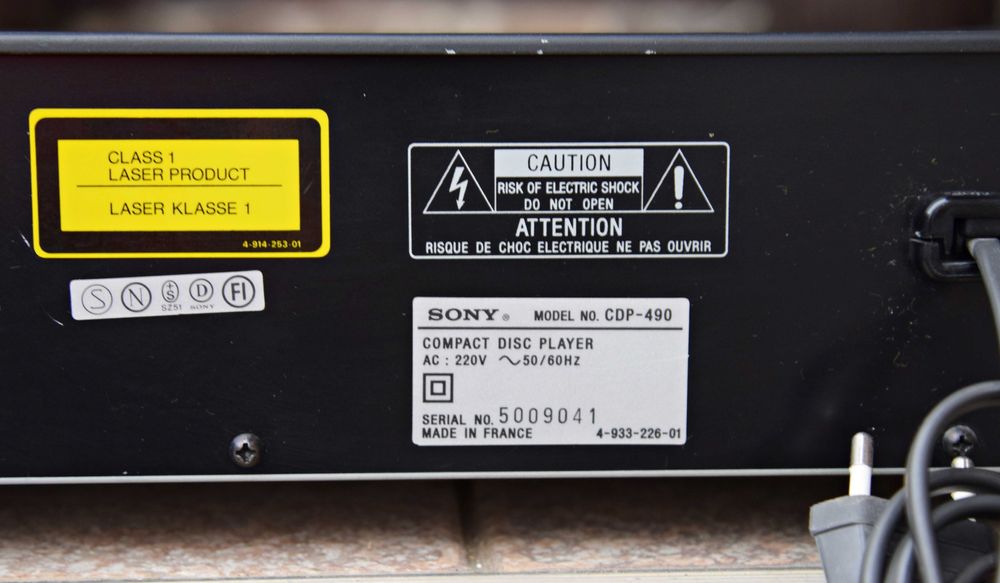 CLASS 1
LASER PRODUCT
LASER KLASSE 1
4-914-253-01
CAUTION
RISK OF ELECTRIC SHOCK
DO NOT OPEN
ATTENTION
RISQUE DE CHOC ELECTRIQUE NE PAS OUVRIR
S N +S D FI
SZ51 SONY
SONY® MODEL NO. CDP-490
COMPACT DISC PLAYER
AC : 220V ~50/60Hz
SERIAL NO. 5009041
MADE IN FRANCE 4-933-226-01